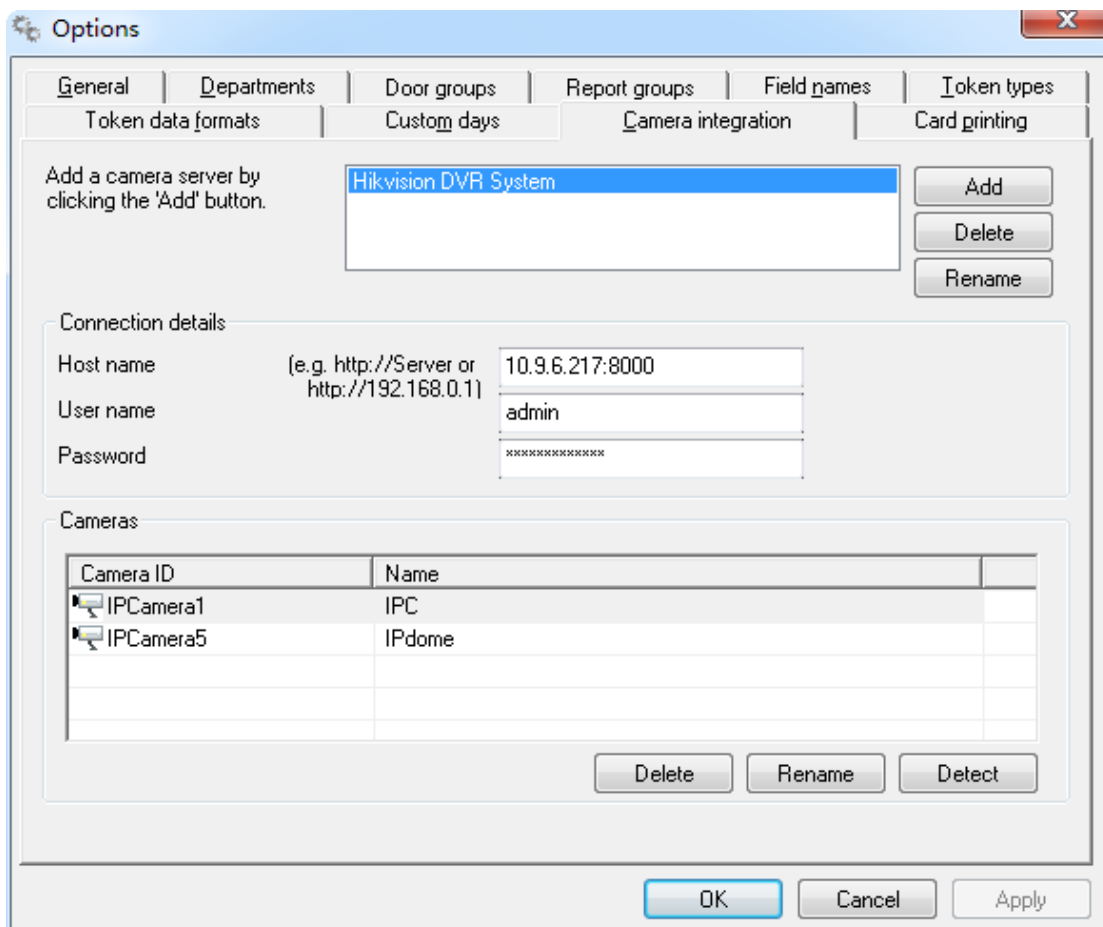 Options
General Departments Door groups Report groups Field names Token types
Token data formats Custom days Camera integration Card printing
Add a camera server by
clicking the 'Add' button.
Hikvision DVR System
Add
Delete
Rename
Connection details
Host name (e.g. http://Server or
http://192.168.0.1) 10.9.6.217:8000
User name admin
Password *************
Cameras
Camera ID Name
IPCamera1 IPC
IPCamera5 IPdome
Delete Rename Detect
OK Cancel Apply